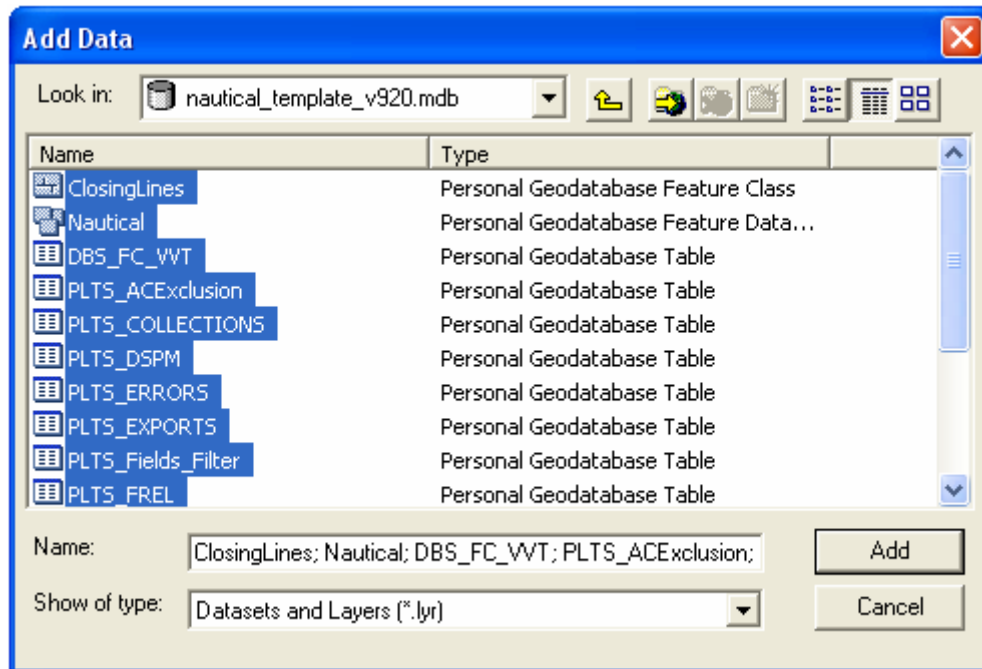 Add Data
Look in: nautical_template_v920.mdb
Name Type
ClosingLines Personal Geodatabase Feature Class
Nautical Personal Geodatabase Feature Data...
DBS_FC_VVT Personal Geodatabase Table
PLTS_ACExclusion Personal Geodatabase Table
PLTS_COLLECTIONS Personal Geodatabase Table
PLTS_DSPM Personal Geodatabase Table
PLTS_ERRORS Personal Geodatabase Table
PLTS_EXPORTS Personal Geodatabase Table
PLTS_Fields_Filter Personal Geodatabase Table
PLTS_FREL Personal Geodatabase Table
Name: ClosingLines; Nautical; DBS_FC_VVT; PLTS_ACExclusion; Add
Show of type: Datasets and Layers (*.lyr) Cancel